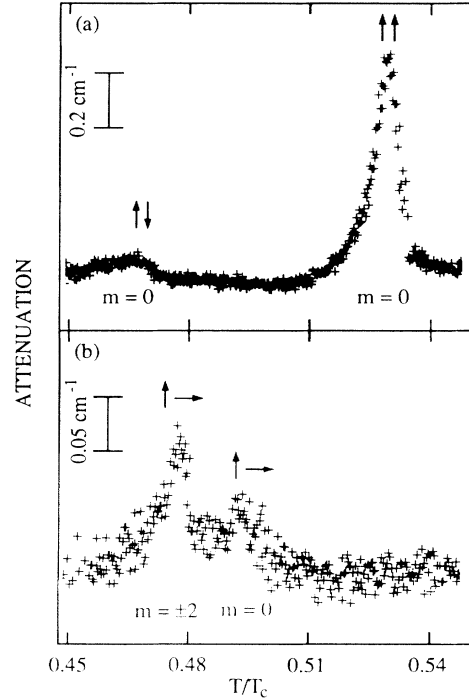 (a)
0.2 cm⁻¹
m = 0
m = 0
ATTENUATION
(b)
0.05 cm⁻¹
m = ±2
m = 0
0.45
0.48
0.51
0.54
T/Tc